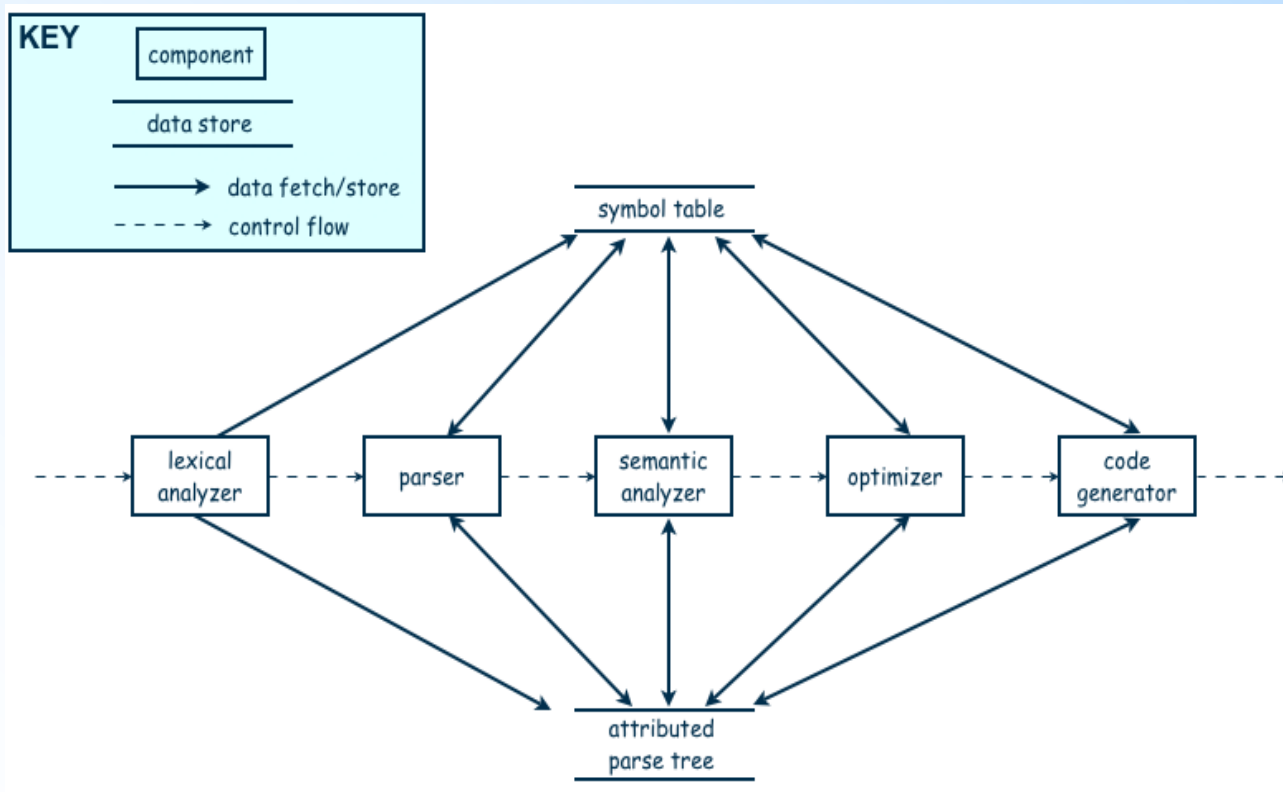 KEY
component
data store
data fetch/store
control flow
symbol table
lexical
analyzer
parser
semantic
analyzer
optimizer
code
generator
attributed
parse tree